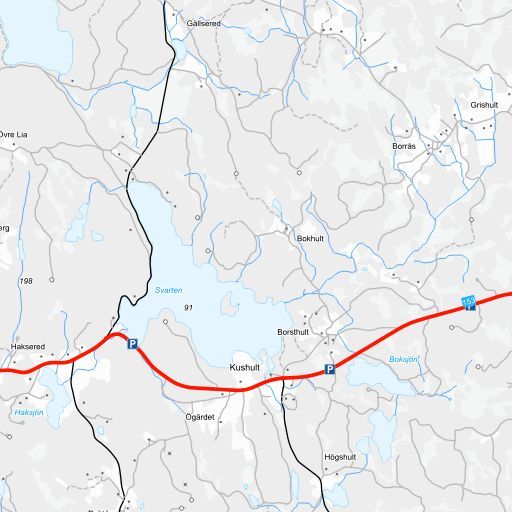 Gällsered
Grishult
Övre Lia
Borrås
Bokhult
198
Svarten
91
153
P
Borsthult
P
Haksered
Boksjön
Kushult
P
Haksjön
Ögärdet
Högshult